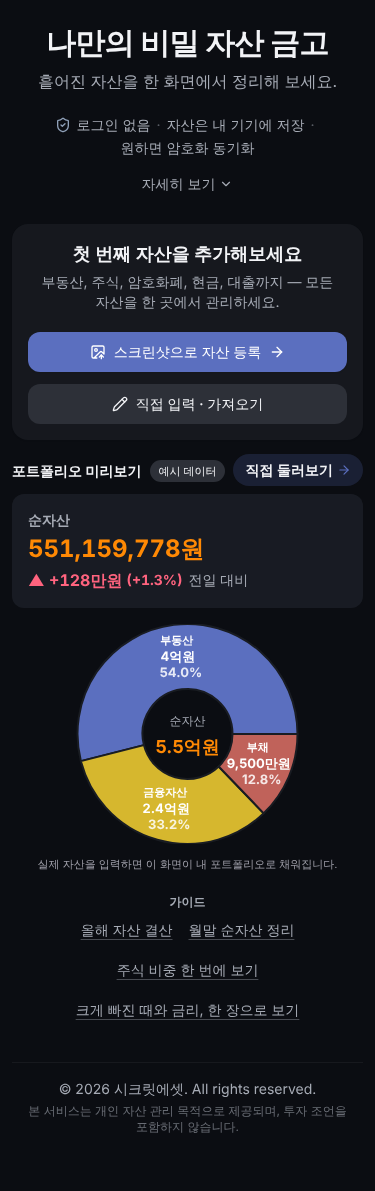 나만의 비밀 자산 금고
흩어진 자산을 한 화면에서 정리해 보세요.
로그인 없음 · 자산은 내 기기에 저장 ·
원하면 암호화 동기화
자세히 보기
첫 번째 자산을 추가해보세요
부동산, 주식, 암호화폐, 현금, 대출까지 — 모든
자산을 한 곳에서 관리하세요.
스크린샷으로 자산 등록
직접 입력 · 가져오기
포트폴리오 미리보기 예시 데이터 직접 둘러보기
순자산
551,159,778원
▲ +128만원 (+1.3%) 전일 대비
부동산
4억원
54.0%
순자산
5.5억원
부채
9,500만원
12.8%
금융자산
2.4억원
33.2%
실제 자산을 입력하면 이 화면이 내 포트폴리오로 채워집니다.
가이드
올해 자산 결산 월말 순자산 정리
주식 비중 한 번에 보기
크게 빠진 때와 금리, 한 장으로 보기
© 2026 시크릿에셋. All rights reserved.
본 서비스는 개인 자산 관리 목적으로 제공되며, 투자 조언을
포함하지 않습니다.